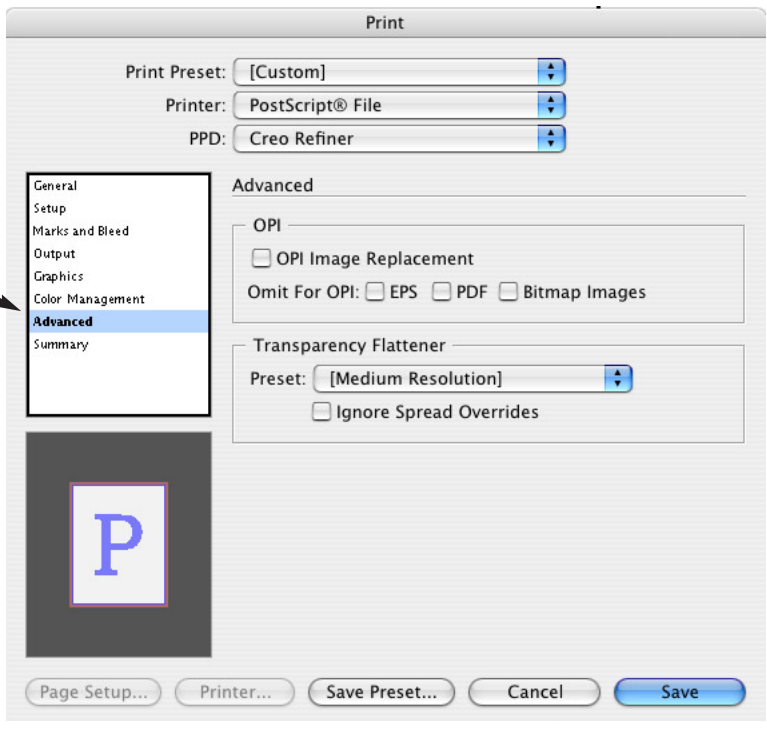 Print
Print Preset: [Custom]
Printer: PostScript® File
PPD: Creo Refiner
General
Setup
Marks and Bleed
Output
Graphics
Color Management
Advanced
Summary
Advanced
OPI
OPI Image Replacement
Omit For OPI: EPS PDF Bitmap Images
Transparency Flattener
Preset: [Medium Resolution]
Ignore Spread Overrides
P
Page Setup... Printer... Save Preset... Cancel Save